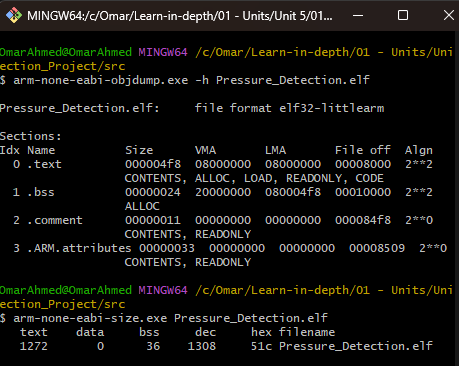 MINGW64:/c/Omar/Learn-in-depth/01 - Units/Unit 5/01...
OmarAhmed@OmarAhmed MINGW64 /c/Omar/Learn-in-depth/01 - Units/Uni
ection_Project/src
$ arm-none-eabi-objdump.exe -h Pressure_Detection.elf
Pressure_Detection.elf:     file format elf32-littlearm
Sections:
Idx Name          Size      VMA       LMA       File off  Algn
  0 .text         000004f8  08000000  08000000  00008000  2**2
                  CONTENTS, ALLOC, LOAD, READONLY, CODE
  1 .bss          00000024  20000000  080004f8  00010000  2**2
                  ALLOC
  2 .comment      00000011  00000000  00000000  000084f8  2**0
                  CONTENTS, READONLY
  3 .ARM.attributes 00000033  00000000  00000000  00008509  2**0
                  CONTENTS, READONLY
OmarAhmed@OmarAhmed MINGW64 /c/Omar/Learn-in-depth/01 - Units/Uni
ection_Project/src
$ arm-none-eabi-size.exe Pressure_Detection.elf
   text    data     bss     dec     hex filename
   1272       0      36    1308     51c Pressure_Detection.elf